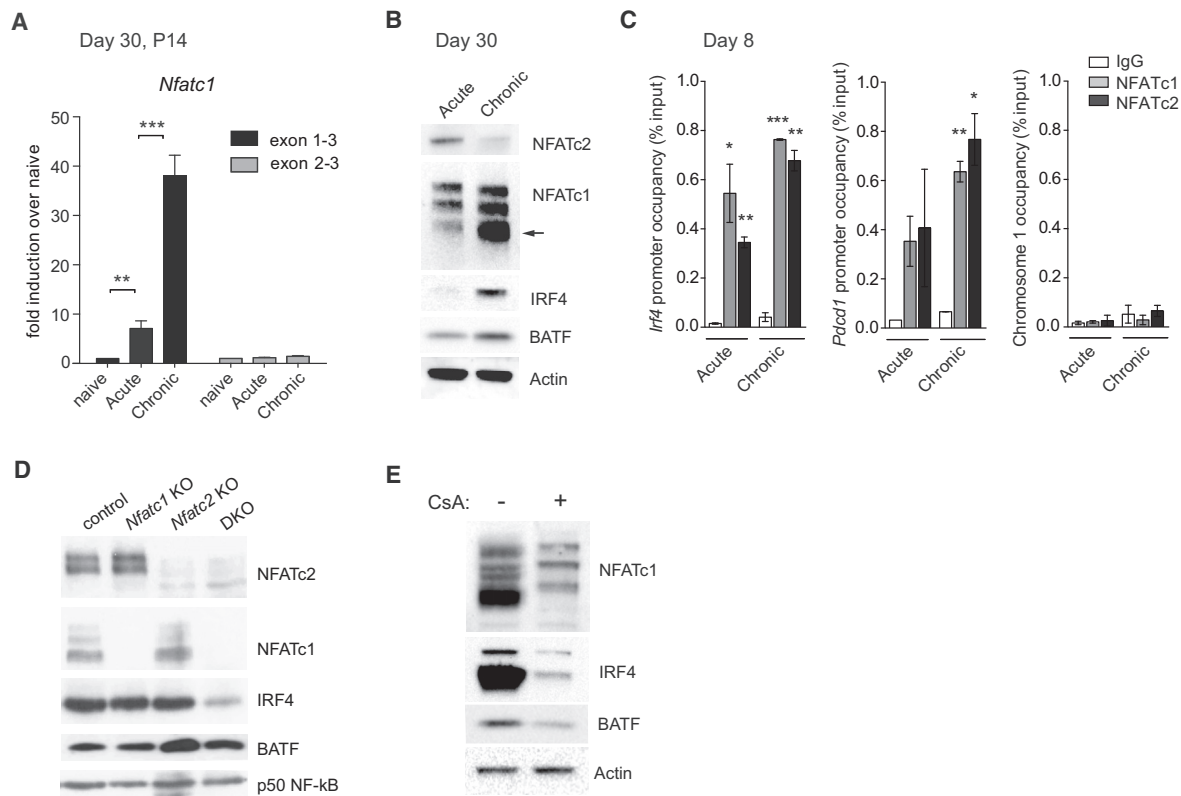 A
Day 30, P14
Nfatc1
fold induction over naive
50
40
30
20
10
0
***
**
exon 1-3
exon 2-3
naive
Acute
Chronic
naive
Acute
Chronic
B
Day 30
Acute
Chronic
NFATc2
NFATc1
IRF4
BATF
Actin
C
Day 8
IgG
NFATc1
NFATc2
Irf4 promoter occupancy (% input)
1.0
0.8
0.6
0.4
0.2
0.0
*
**
***
**
Acute
Chronic
Pdcd1 promoter occupancy (% input)
1.0
0.8
0.6
0.4
0.2
0.0
**
*
Acute
Chronic
Chromosome 1 occupancy (% input)
1.0
0.8
0.6
0.4
0.2
0.0
Acute
Chronic
D
control
Nfatc1 KO
Nfatc2 KO
DKO
NFATc2
NFATc1
IRF4
BATF
p50 NF-kB
E
CsA: - +
NFATc1
IRF4
BATF
Actin